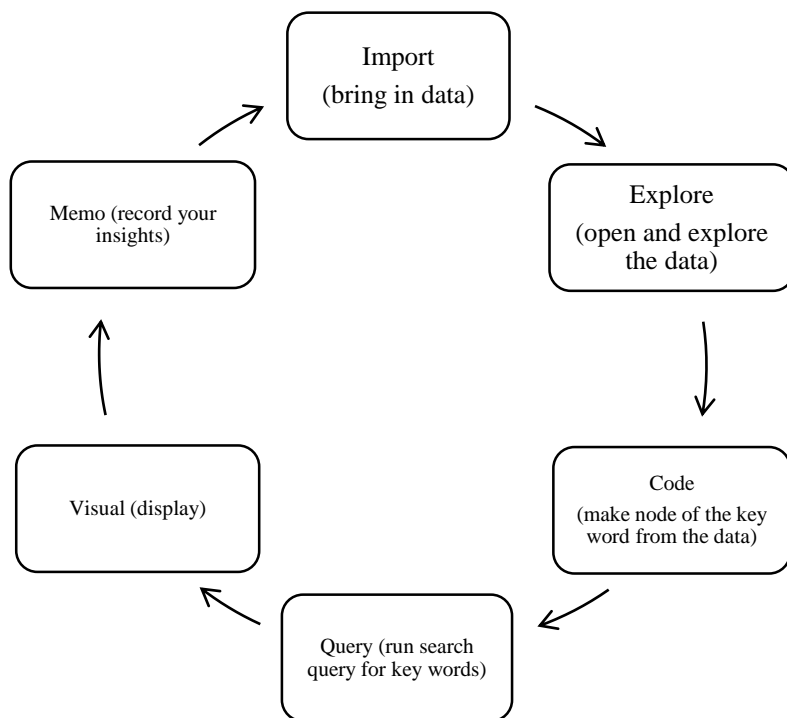 Import
(bring in data)
Explore
(open and explore
the data)
Code
(make node of the key
word from the data)
Query (run search
query for key words)
Visual (display)
Memo (record your
insights)